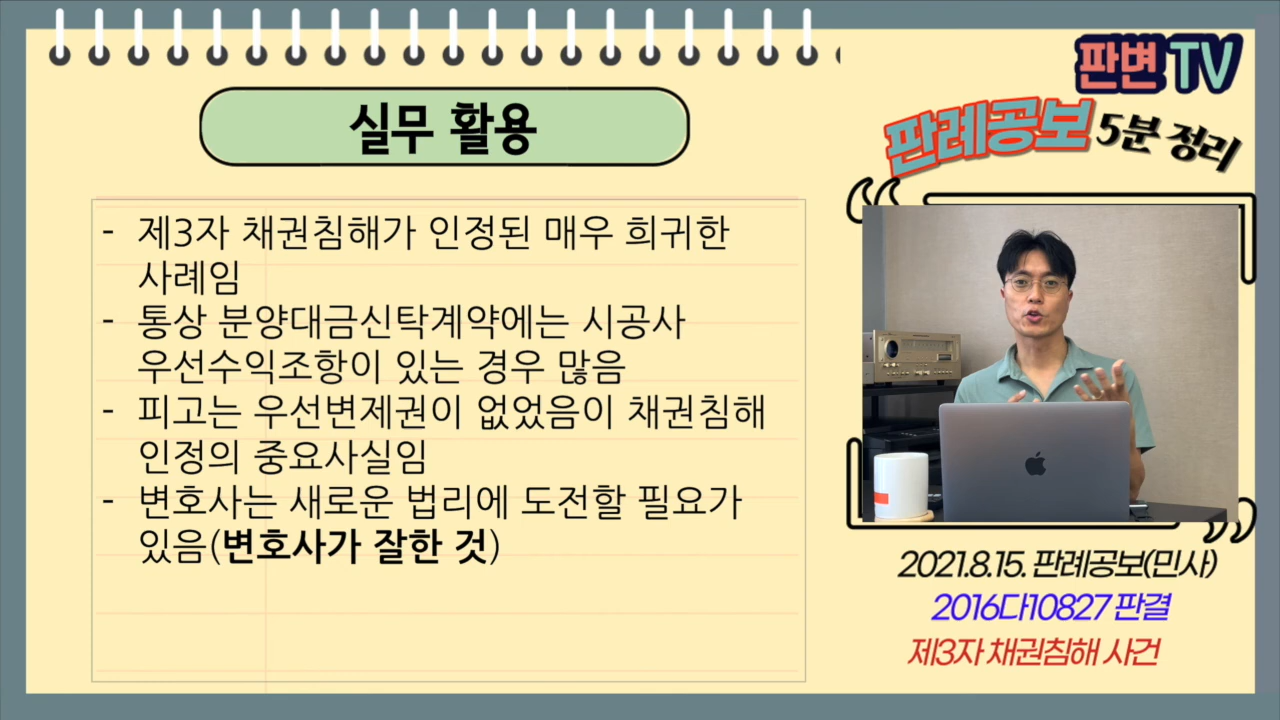 판변TV
판례공보 5분 정리
실무 활용
- 제3자 채권침해가 인정된 매우 희귀한
사례임
- 통상 분양대금신탁계약에는 시공사
우선수익조항이 있는 경우 많음
- 피고는 우선변제권이 없었음이 채권침해
인정의 중요사실임
- 변호사는 새로운 법리에 도전할 필요가
있음(변호사가 잘한 것)
2021.8.15. 판례공보(민사)
2016다10827 판결
제3자 채권침해 사건